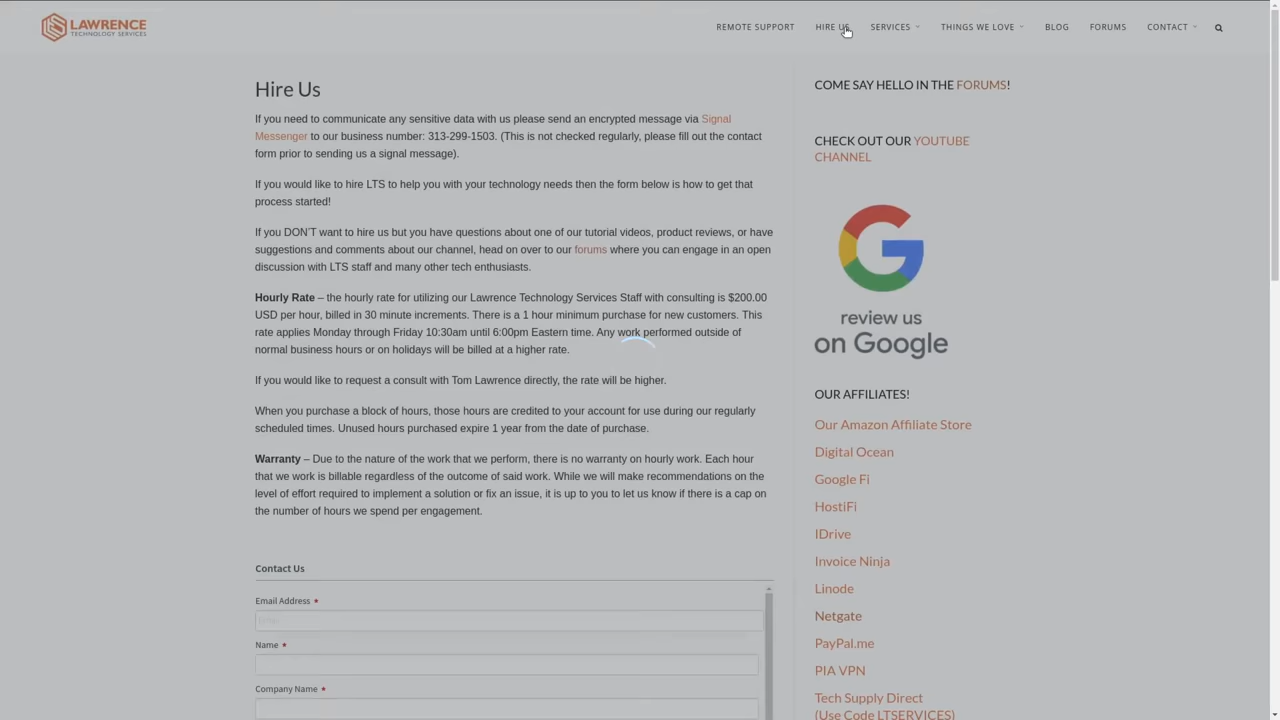 LAWRENCE
TECHNOLOGY SERVICES
REMOTE SUPPORT
HIRE US
SERVICES
THINGS WE LOVE
BLOG
FORUMS
CONTACT
Hire Us
If you need to communicate any sensitive data with us please send an encrypted message via Signal
Messenger to our business number: 313-299-1503. (This is not checked regularly, please fill out the contact
form prior to sending us a signal message).
If you would like to hire LTS to help you with your technology needs then the form below is how to get that
process started!
If you DON'T want to hire us but you have questions about one of our tutorial videos, product reviews, or have
suggestions and comments about our channel, head on over to our forums where you can engage in an open
discussion with LTS staff and many other tech enthusiasts.
Hourly Rate – the hourly rate for utilizing our Lawrence Technology Services Staff with consulting is $200.00
USD per hour, billed in 30 minute increments. There is a 1 hour minimum purchase for new customers. This
rate applies Monday through Friday 10:30am until 6:00pm Eastern time. Any work performed outside of
normal business hours or on holidays will be billed at a higher rate.
If you would like to request a consult with Tom Lawrence directly, the rate will be higher.
When you purchase a block of hours, those hours are credited to your account for use during our regularly
scheduled times. Unused hours purchased expire 1 year from the date of purchase.
Warranty – Due to the nature of the work that we perform, there is no warranty on hourly work. Each hour
that we work is billable regardless of the outcome of said work. While we will make recommendations on the
level of effort required to implement a solution or fix an issue, it is up to you to let us know if there is a cap on
the number of hours we spend per engagement.
Contact Us
Email Address *
Name *
Company Name *
COME SAY HELLO IN THE FORUMS!
CHECK OUT OUR YOUTUBE
CHANNEL
review us
on Google
OUR AFFILIATES!
Our Amazon Affiliate Store
Digital Ocean
Google Fi
HostiFi
IDrive
Invoice Ninja
Linode
Netgate
PayPal.me
PIA VPN
Tech Supply Direct
(Use Code LTSERVICES)